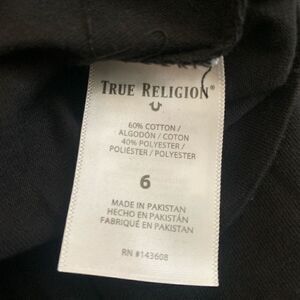 TRUE RELIGION®
60% COTTON /
ALGODÓN / COTON
40% POLYESTER /
POLIÉSTER / POLYESTER
6
MADE IN PAKISTAN
HECHO EN PAKISTÁN
FABRIQUÉ EN PAKISTAN
RN #143608